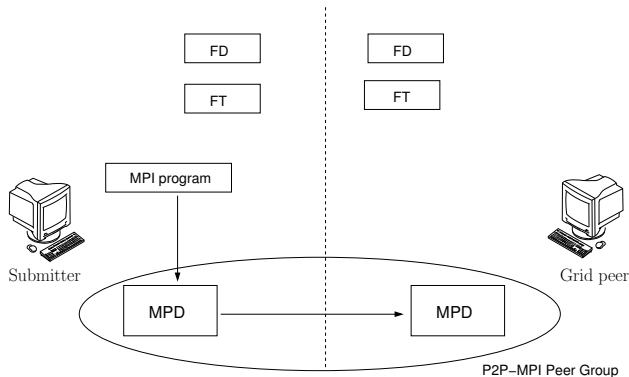 FD
FD
FT
FT
MPI program
Submitter
Grid peer
MPD
MPD
P2P−MPI Peer Group